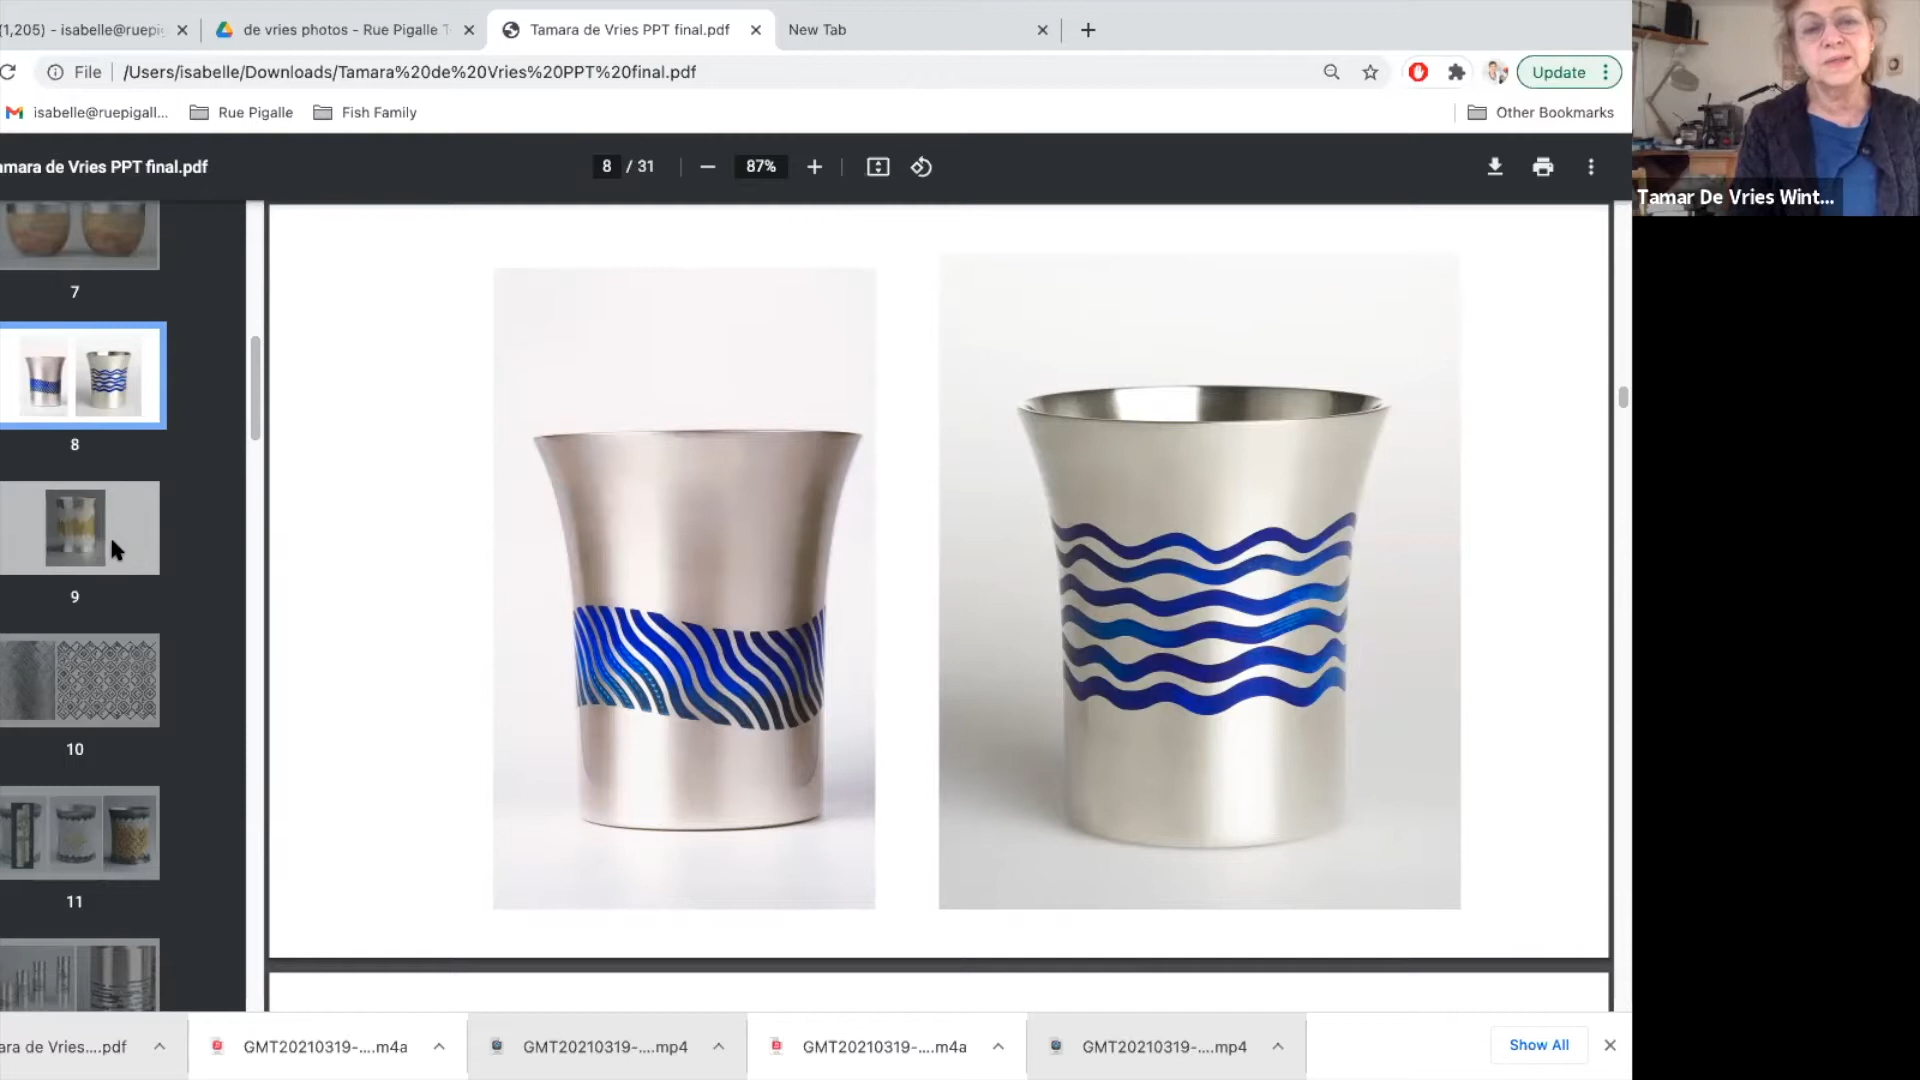 (1,205) - isabelle@ruepi
de vries photos - Rue Pigalle T
Tamara de Vries PPT final.pdf
New Tab
File
/Users/isabelle/Downloads/Tamara%20de%20Vries%20PPT%20final.pdf
Update
isabelle@ruepigall...
Rue Pigalle
Fish Family
Other Bookmarks
amara de Vries PPT final.pdf
8 / 31
87%
Tamar De Vries Wint...
7
8
9
10
11
ara de Vries....pdf
GMT20210319-....m4a
GMT20210319-....mp4
GMT20210319-....m4a
GMT20210319-....mp4
Show All